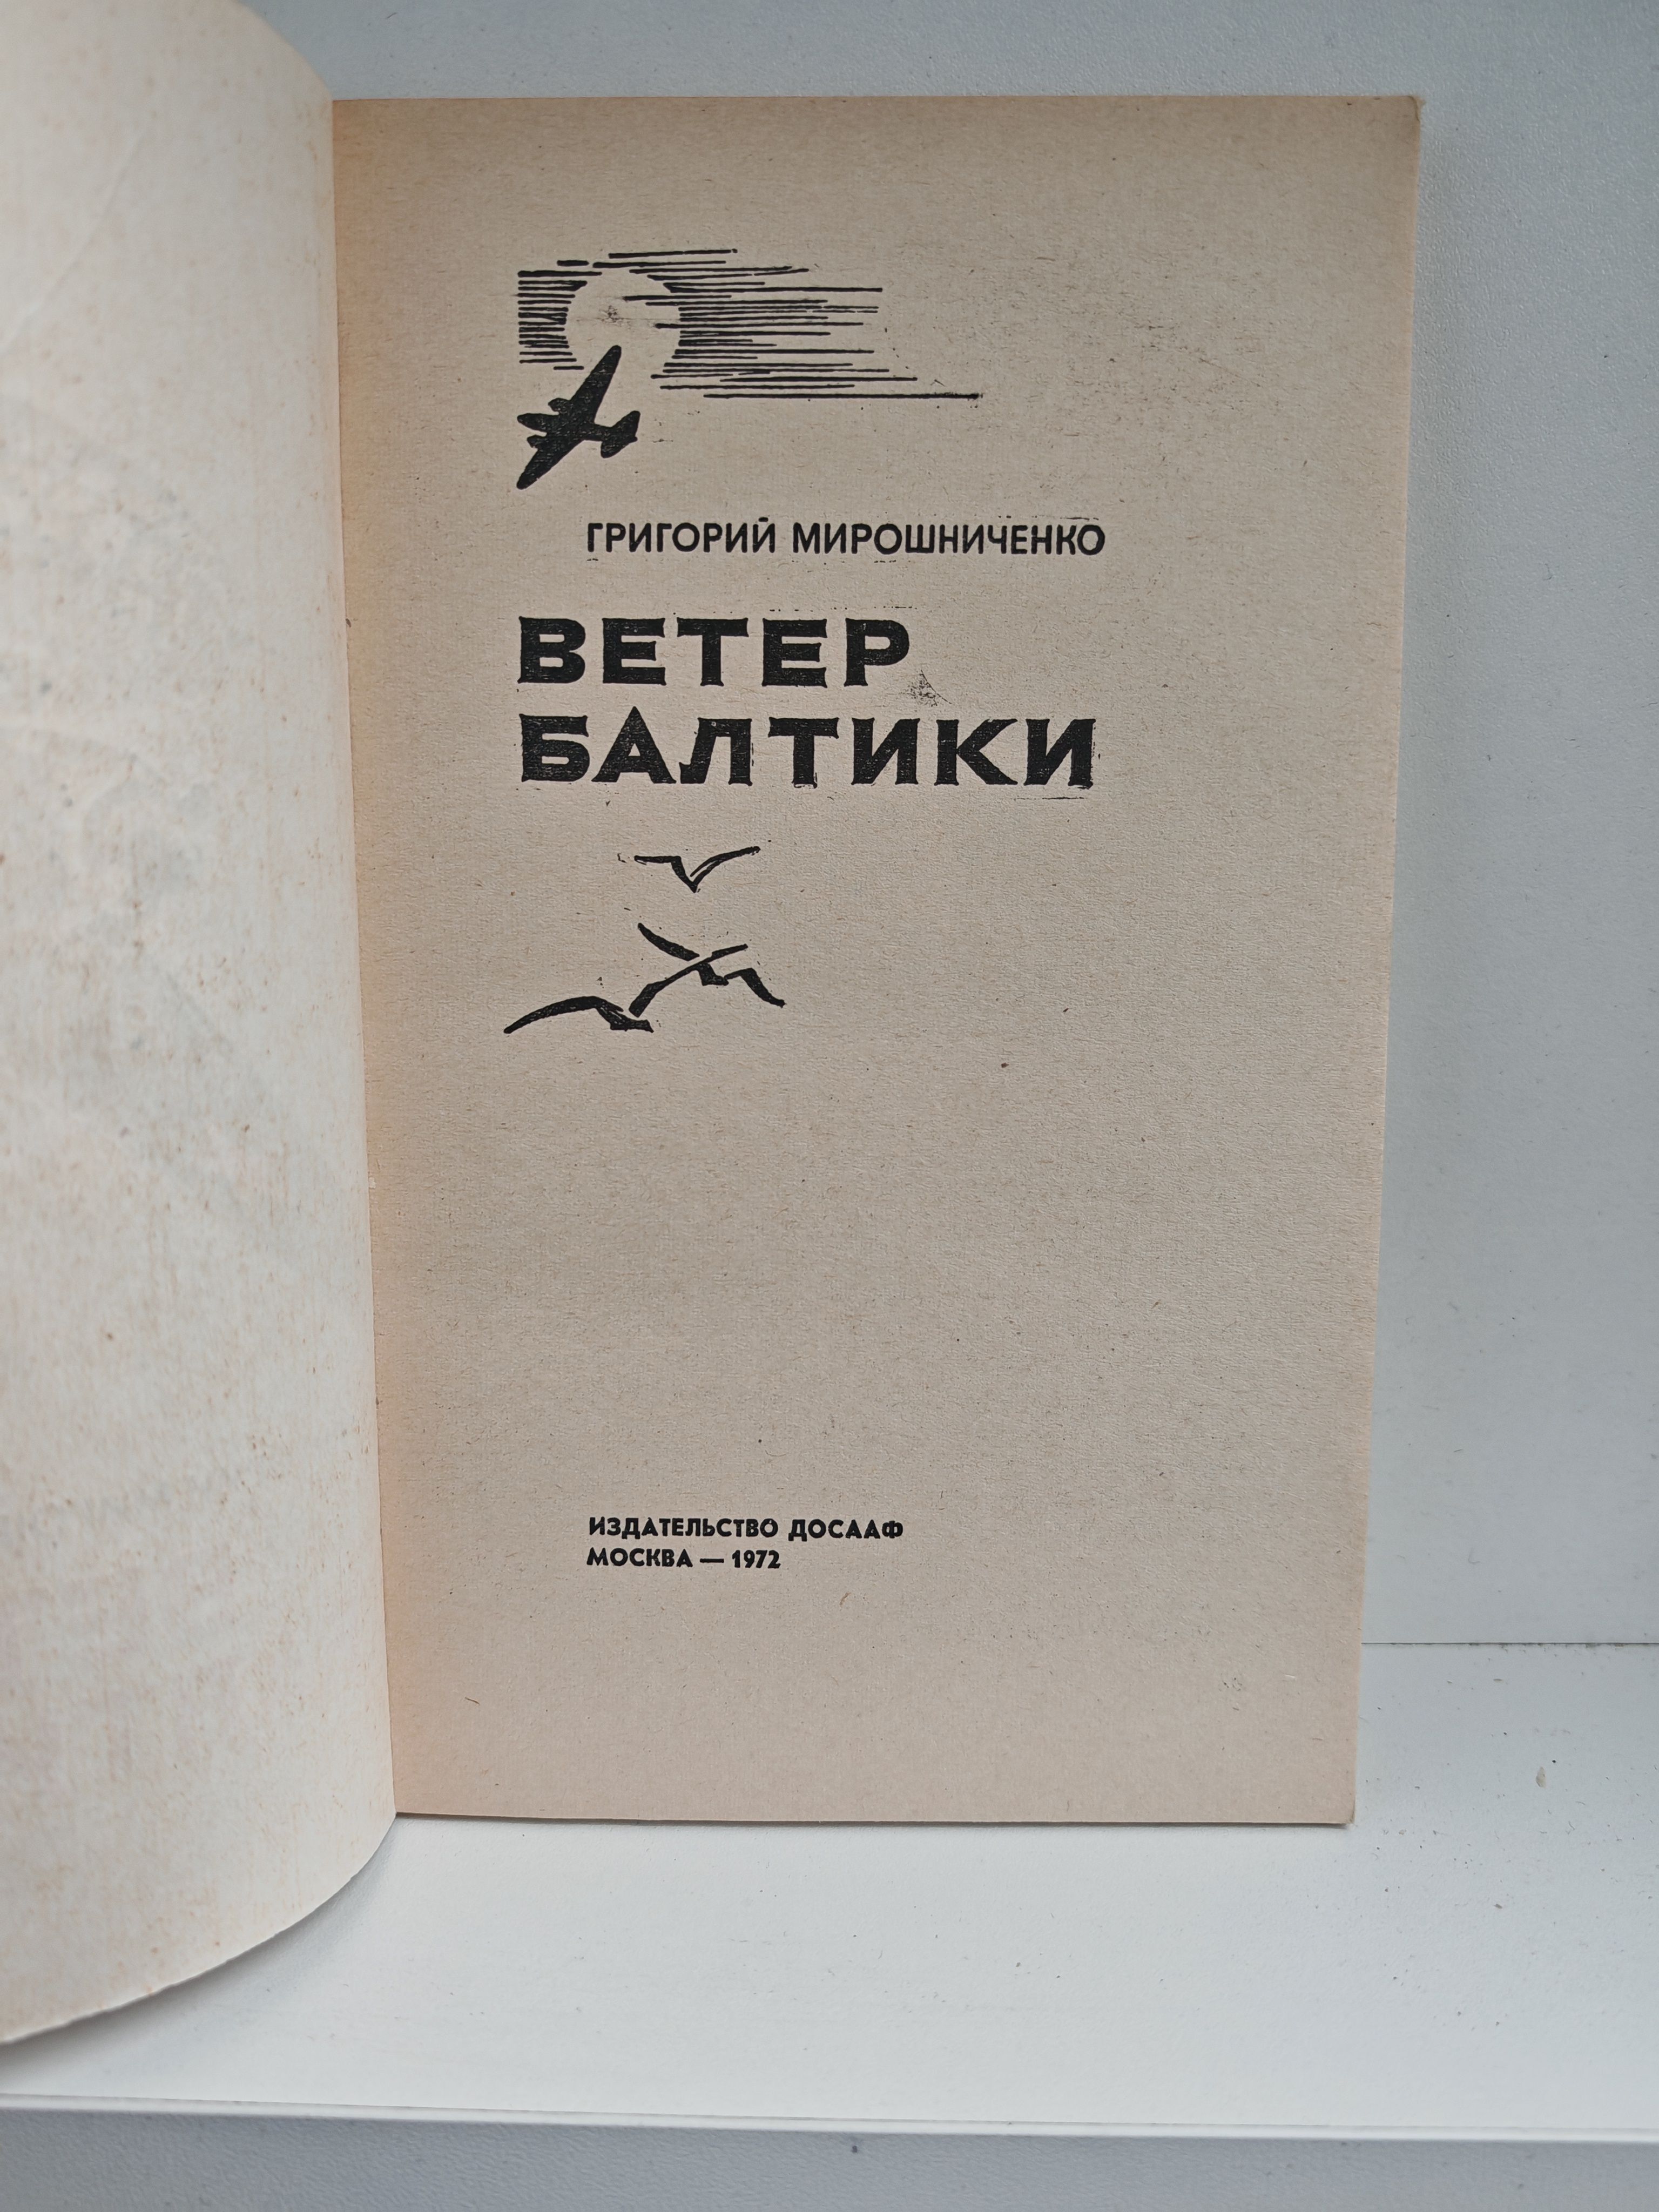 ГРИГОРИЙ МИРОШНИЧЕНКО
ВЕТЕР
БАЛТИКИ
ИЗДАТЕЛЬСТВО ДОСААФ
МОСКВА — 1972